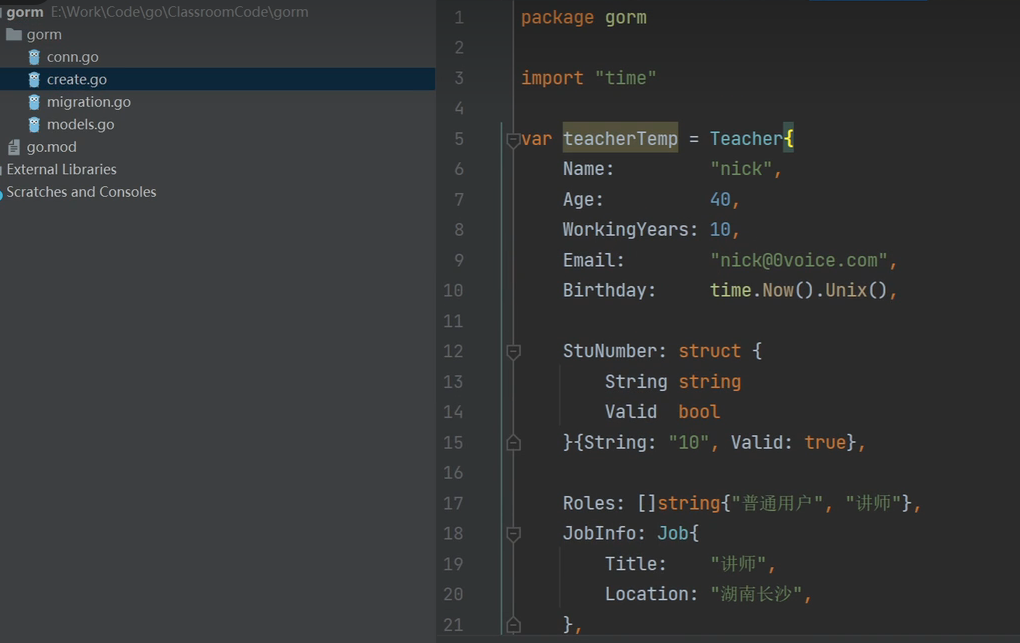 gorm E:\Work\Code\go\ClassroomCode\gorm
gorm
conn.go
create.go
migration.go
models.go
go.mod
External Libraries
Scratches and Consoles
1 package gorm
2
3 import "time"
4
5 var teacherTemp = Teacher{
6 Name: "nick",
7 Age: 40,
8 WorkingYears: 10,
9 Email: "nick@0voice.com",
10 Birthday: time.Now().Unix(),
11
12 StuNumber: struct {
13 String string
14 Valid bool
15 }{String: "10", Valid: true},
16
17 Roles: []string{"普通用户", "讲师"},
18 JobInfo: Job{
19 Title: "讲师",
20 Location: "湖南长沙",
21 },